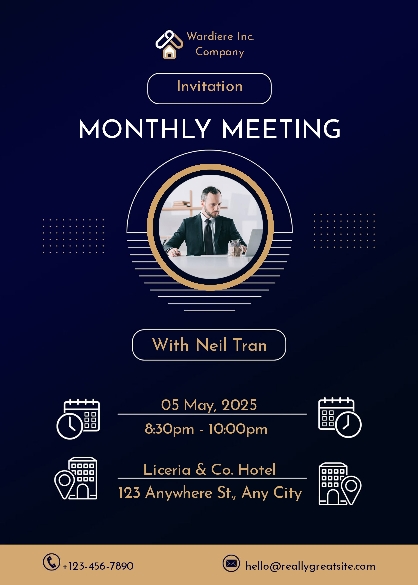 Wardiere Inc.
Company
Invitation
MONTHLY MEETING
With Neil Tran
05 May, 2025
8:30pm - 10:00pm
Liceria & Co. Hotel
123 Anywhere St., Any City
+123-456-7890
hello@reallygreatsite.com